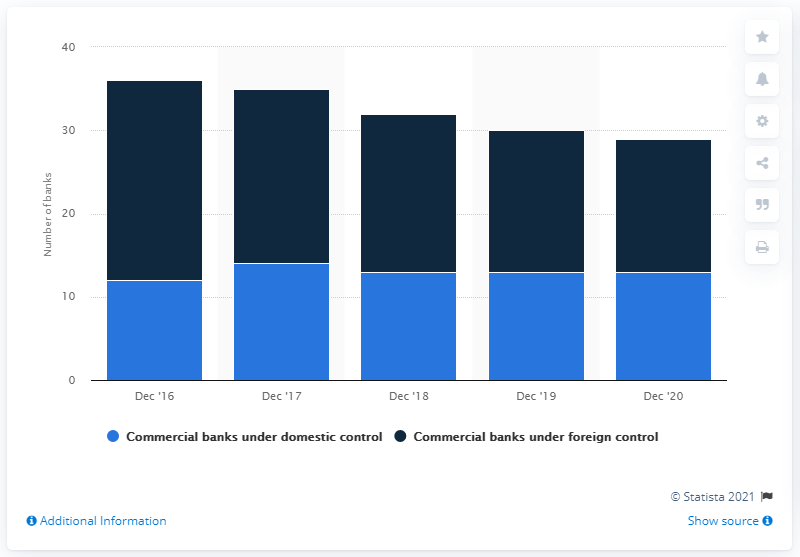 40
30
20
10
0
Number of banks
Dec '16 Dec '17 Dec '18 Dec '19 Dec '20
Commercial banks under domestic control Commercial banks under foreign control
© Statista 2021
Additional Information Show source